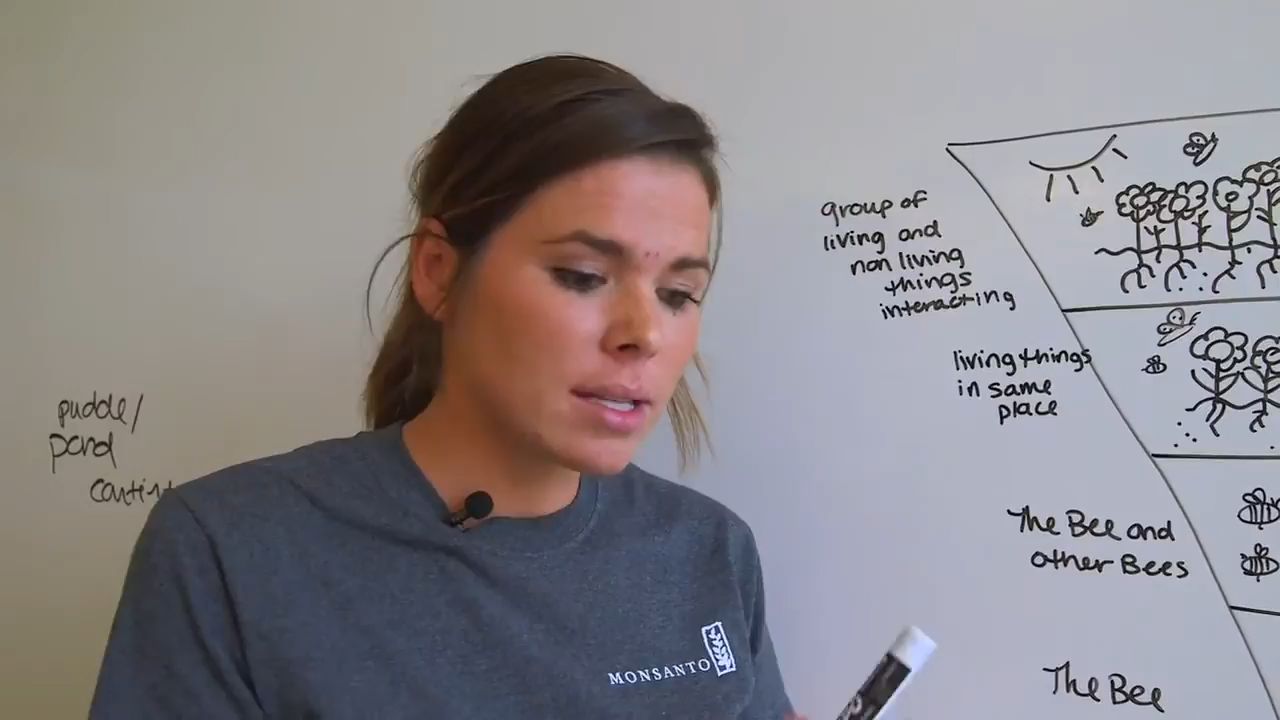 group of
living and
non living
things
interacting
living things
in same
place
puddle/
pond
The Bee and
other Bees
MONSANTO
The Bee